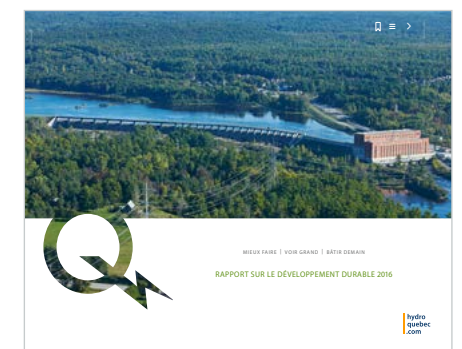 MIEUX FAIRE | VOIR GRAND | BÂTIR DEMAIN
RAPPORT SUR LE DÉVELOPPEMENT DURABLE 2016
hydro
quebec
.com